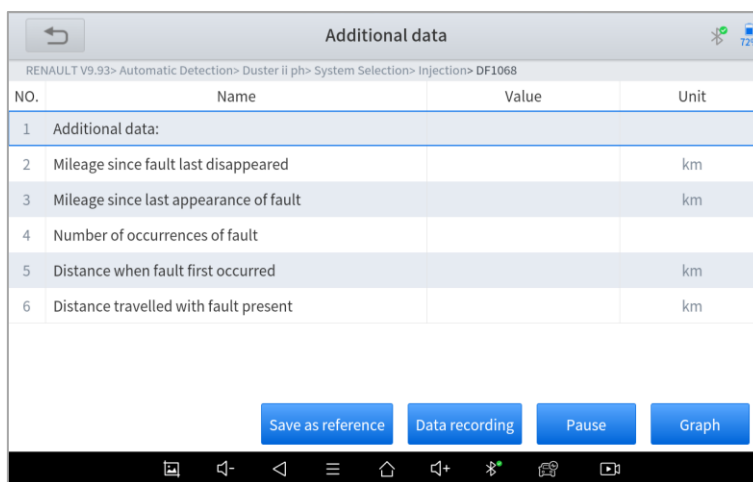 Additional data
72%
RENAULT V9.93> Automatic Detection> Duster ii ph> System Selection> Injection> DF1068
NO. Name Value Unit
1 Additional data:
2 Mileage since fault last disappeared km
3 Mileage since last appearance of fault km
4 Number of occurrences of fault
5 Distance when fault first occurred km
6 Distance travelled with fault present km
Save as reference Data recording Pause Graph